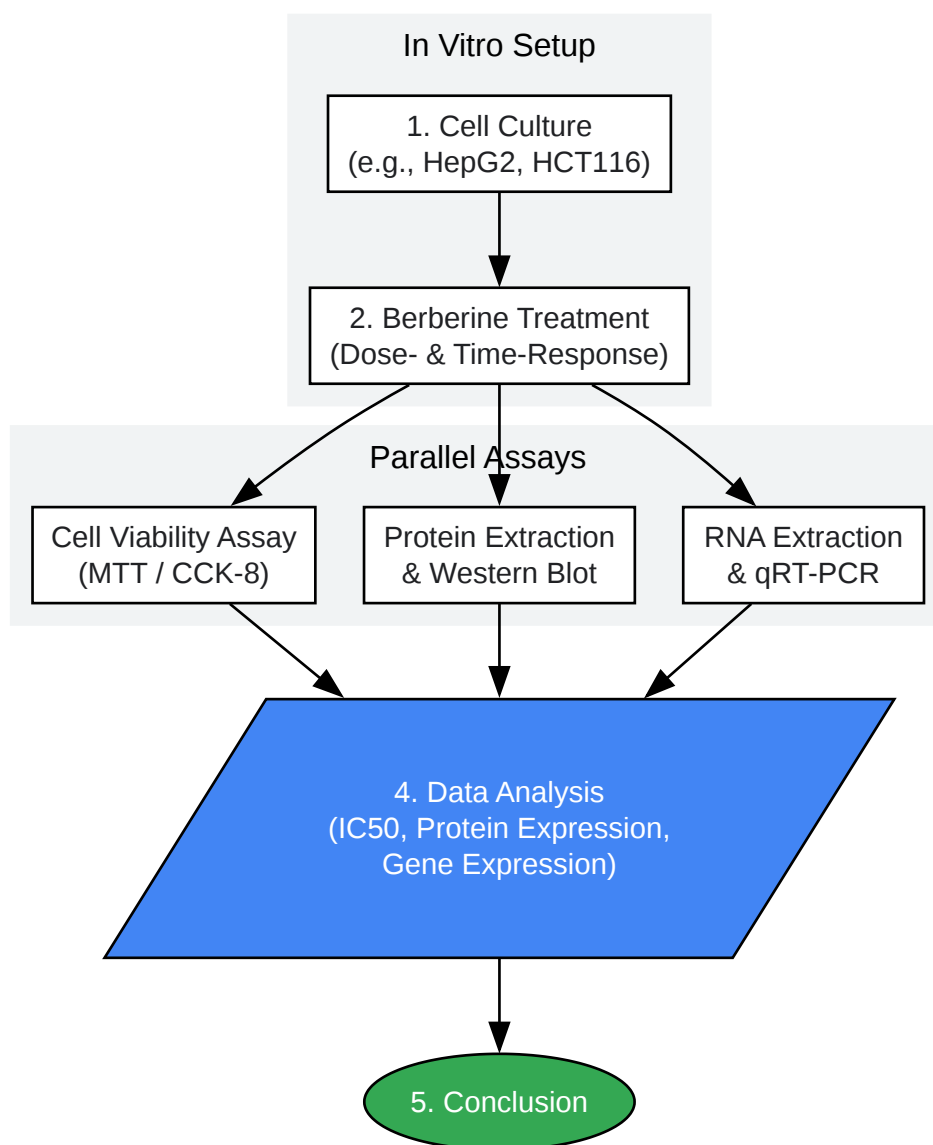 In Vitro Setup
1. Cell Culture
(e.g., HepG2, HCT116)
2. Berberine Treatment
(Dose- & Time-Response)
Parallel Assays
Cell Viability Assay
(MTT / CCK-8)
Protein Extraction
& Western Blot
RNA Extraction
& qRT-PCR
4. Data Analysis
(IC50, Protein Expression,
Gene Expression)
5. Conclusion